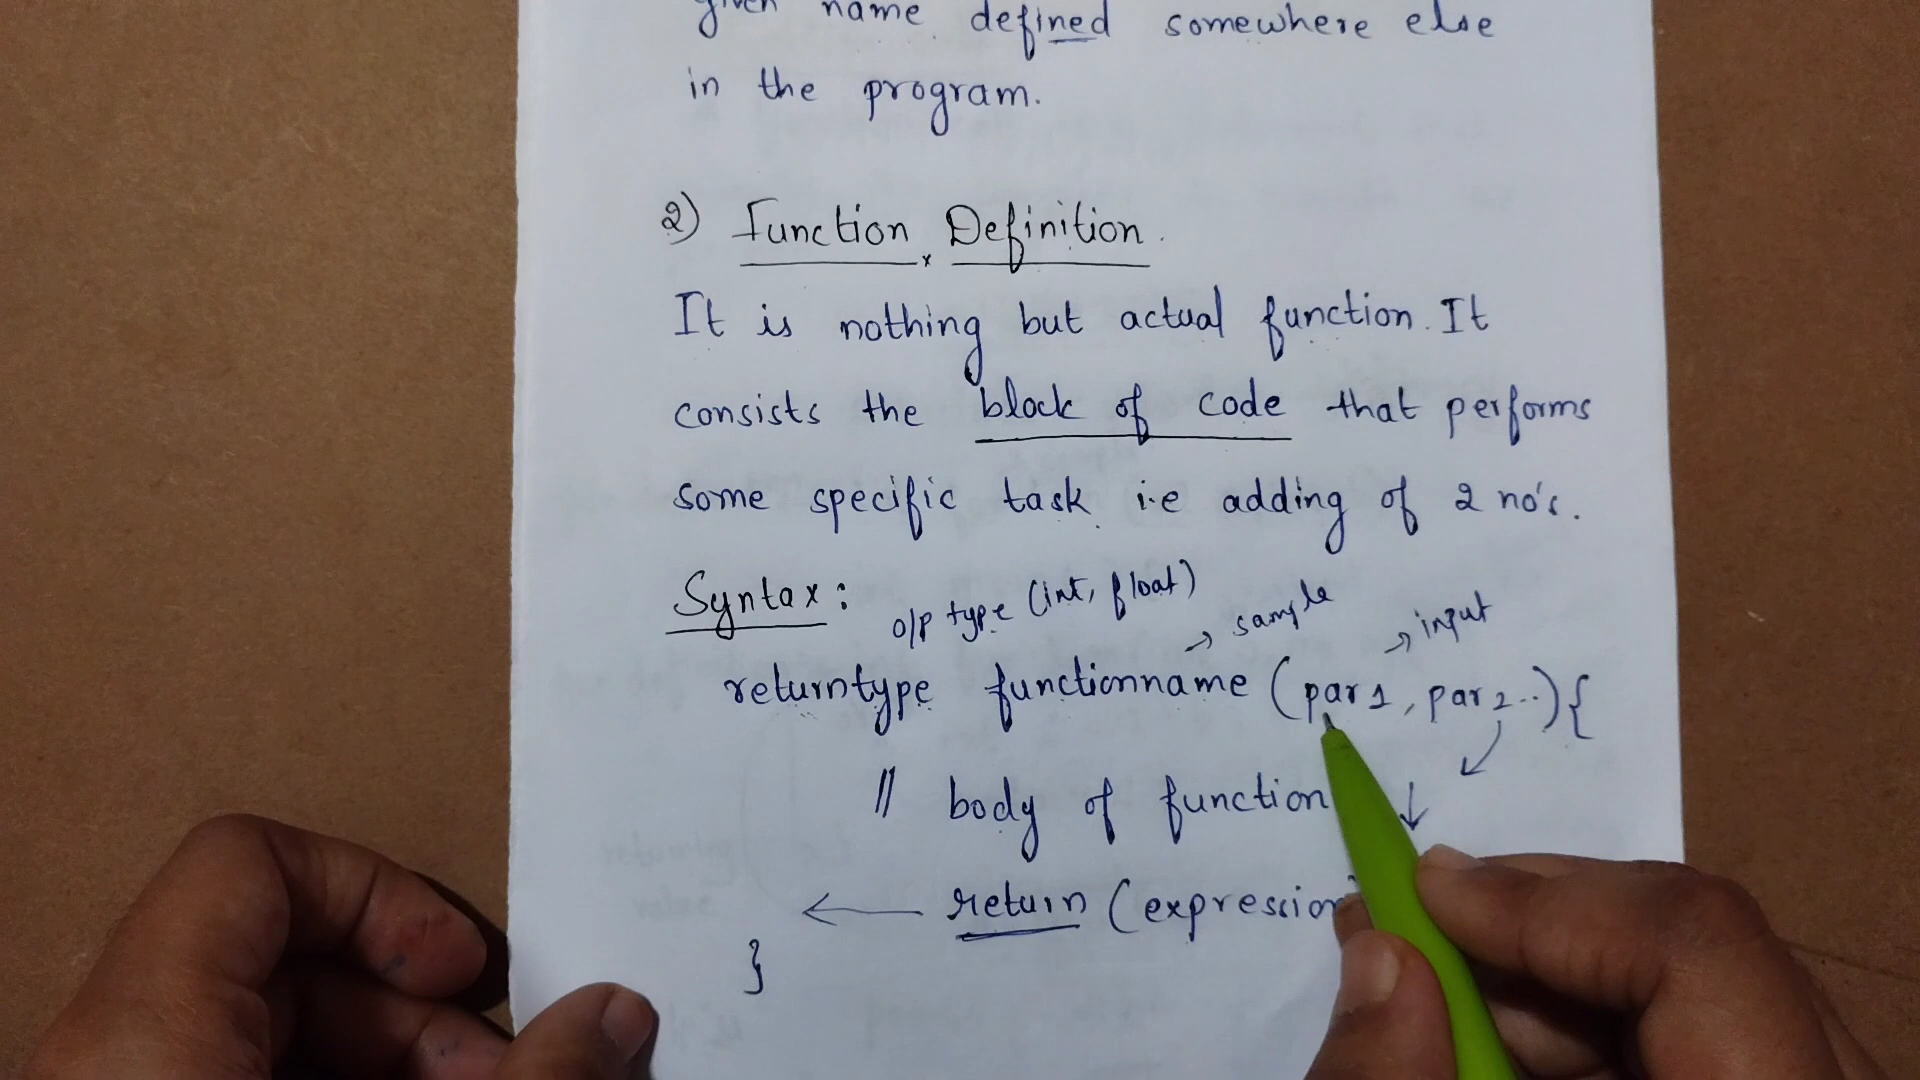 given name defined somewhere else
in the program.
2) Function Definition.
It is nothing but actual function. It
consists the block of code that performs
some specific task i.e adding of 2 no's.
Syntax: o/p type (int, float) → sample → input
returntype functionname (par1, par2..){
// body of function
return (expression
}